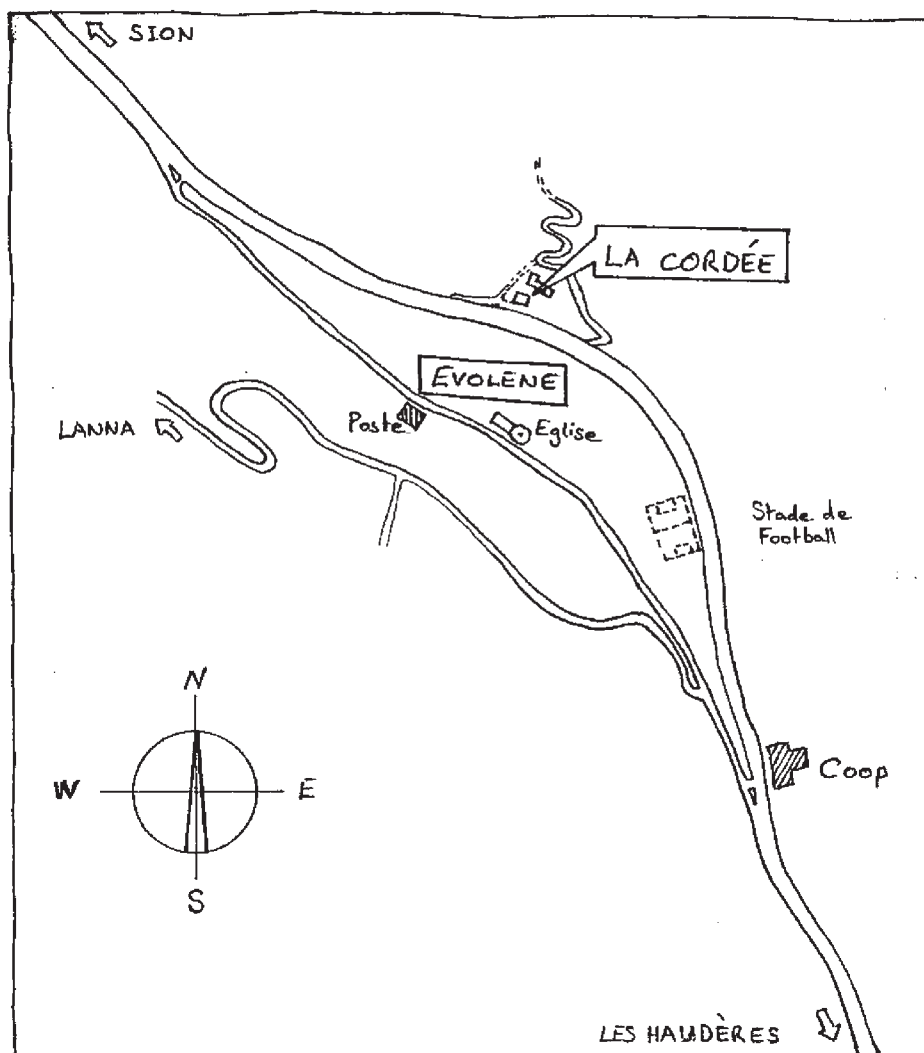 SION
LA CORDÉE
EVOLENE
LANNA
Poste
Eglise
Stade de
Football
N
W
E
S
Coop
LES HAUDÈRES